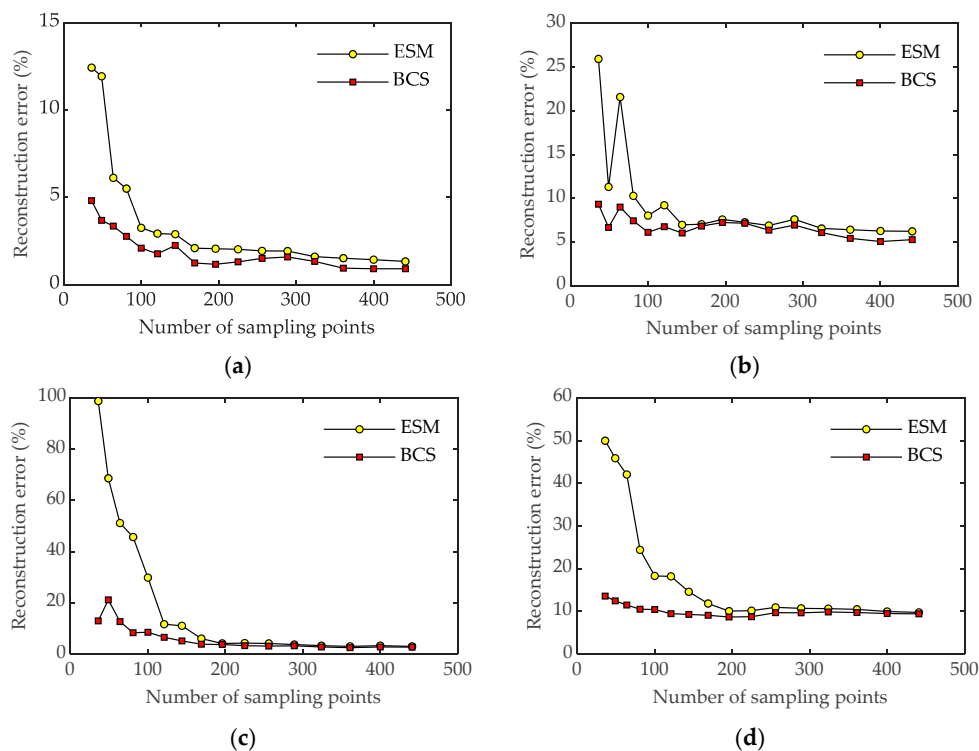 15
10
5
0
Reconstruction error (%)
ESM
BCS
0 100 200 300 400 500
Number of sampling points
(a)
30
25
20
15
10
5
0
Reconstruction error (%)
ESM
BCS
0 100 200 300 400 500
Number of sampling points
(b)
100
80
60
40
20
0
Reconstruction error (%)
ESM
BCS
0 100 200 300 400 500
Number of sampling points
(c)
60
50
40
30
20
10
0
Reconstruction error (%)
ESM
BCS
0 100 200 300 400 500
Number of sampling points
(d)